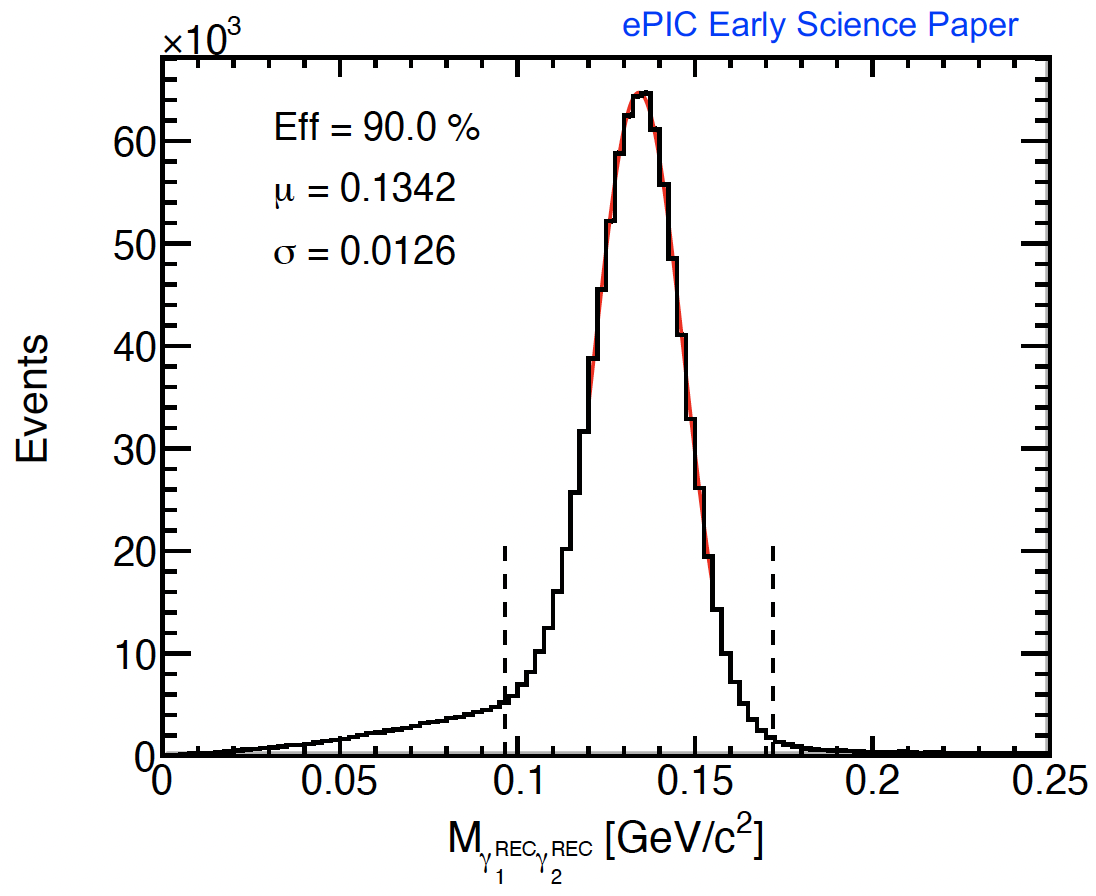 ePIC Early Science Paper
×10³
Eff = 90.0 %
μ = 0.1342
σ = 0.0126
60
50
40
30
20
10
0
Events
0 0.05 0.1 0.15 0.2 0.25
M_{γ₁^{REC}γ₂^{REC}} [GeV/c²]